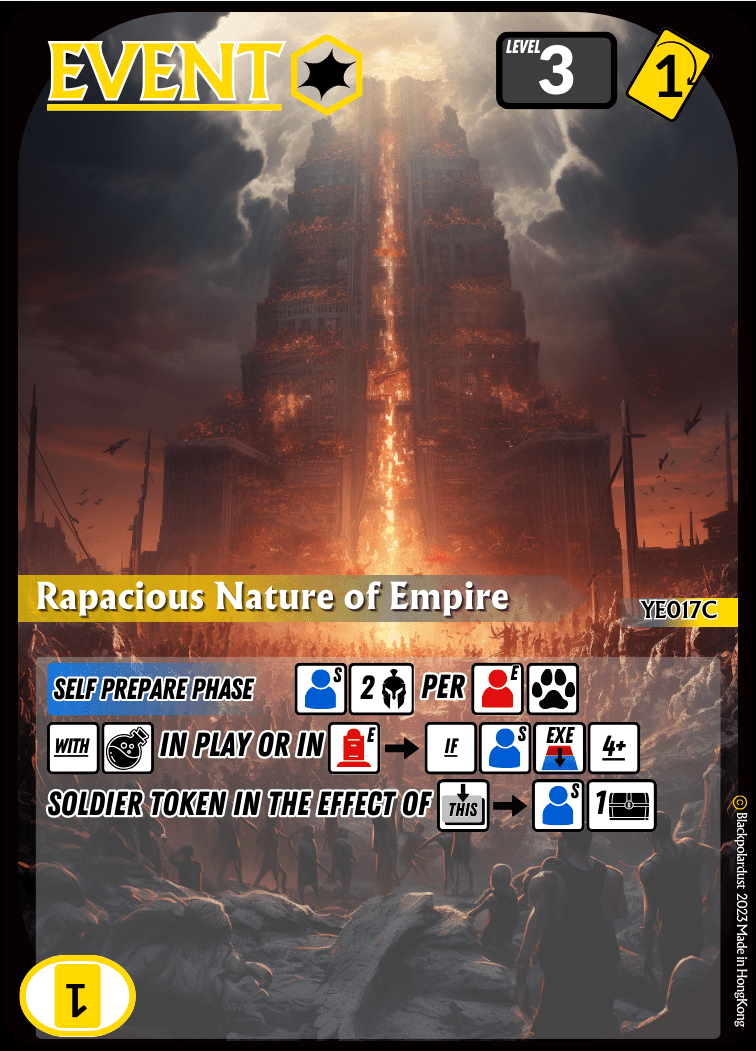 EVENT
LEVEL 3
1
Rapacious Nature of Empire
YE017C
SELF PREPARE PHASE S 2 PER E
WITH IN PLAY OR IN E IF S EXE 4+
SOLDIER TOKEN IN THE EFFECT OF THIS S 1
© Blackpolardust 2023 Made in HongKong
1